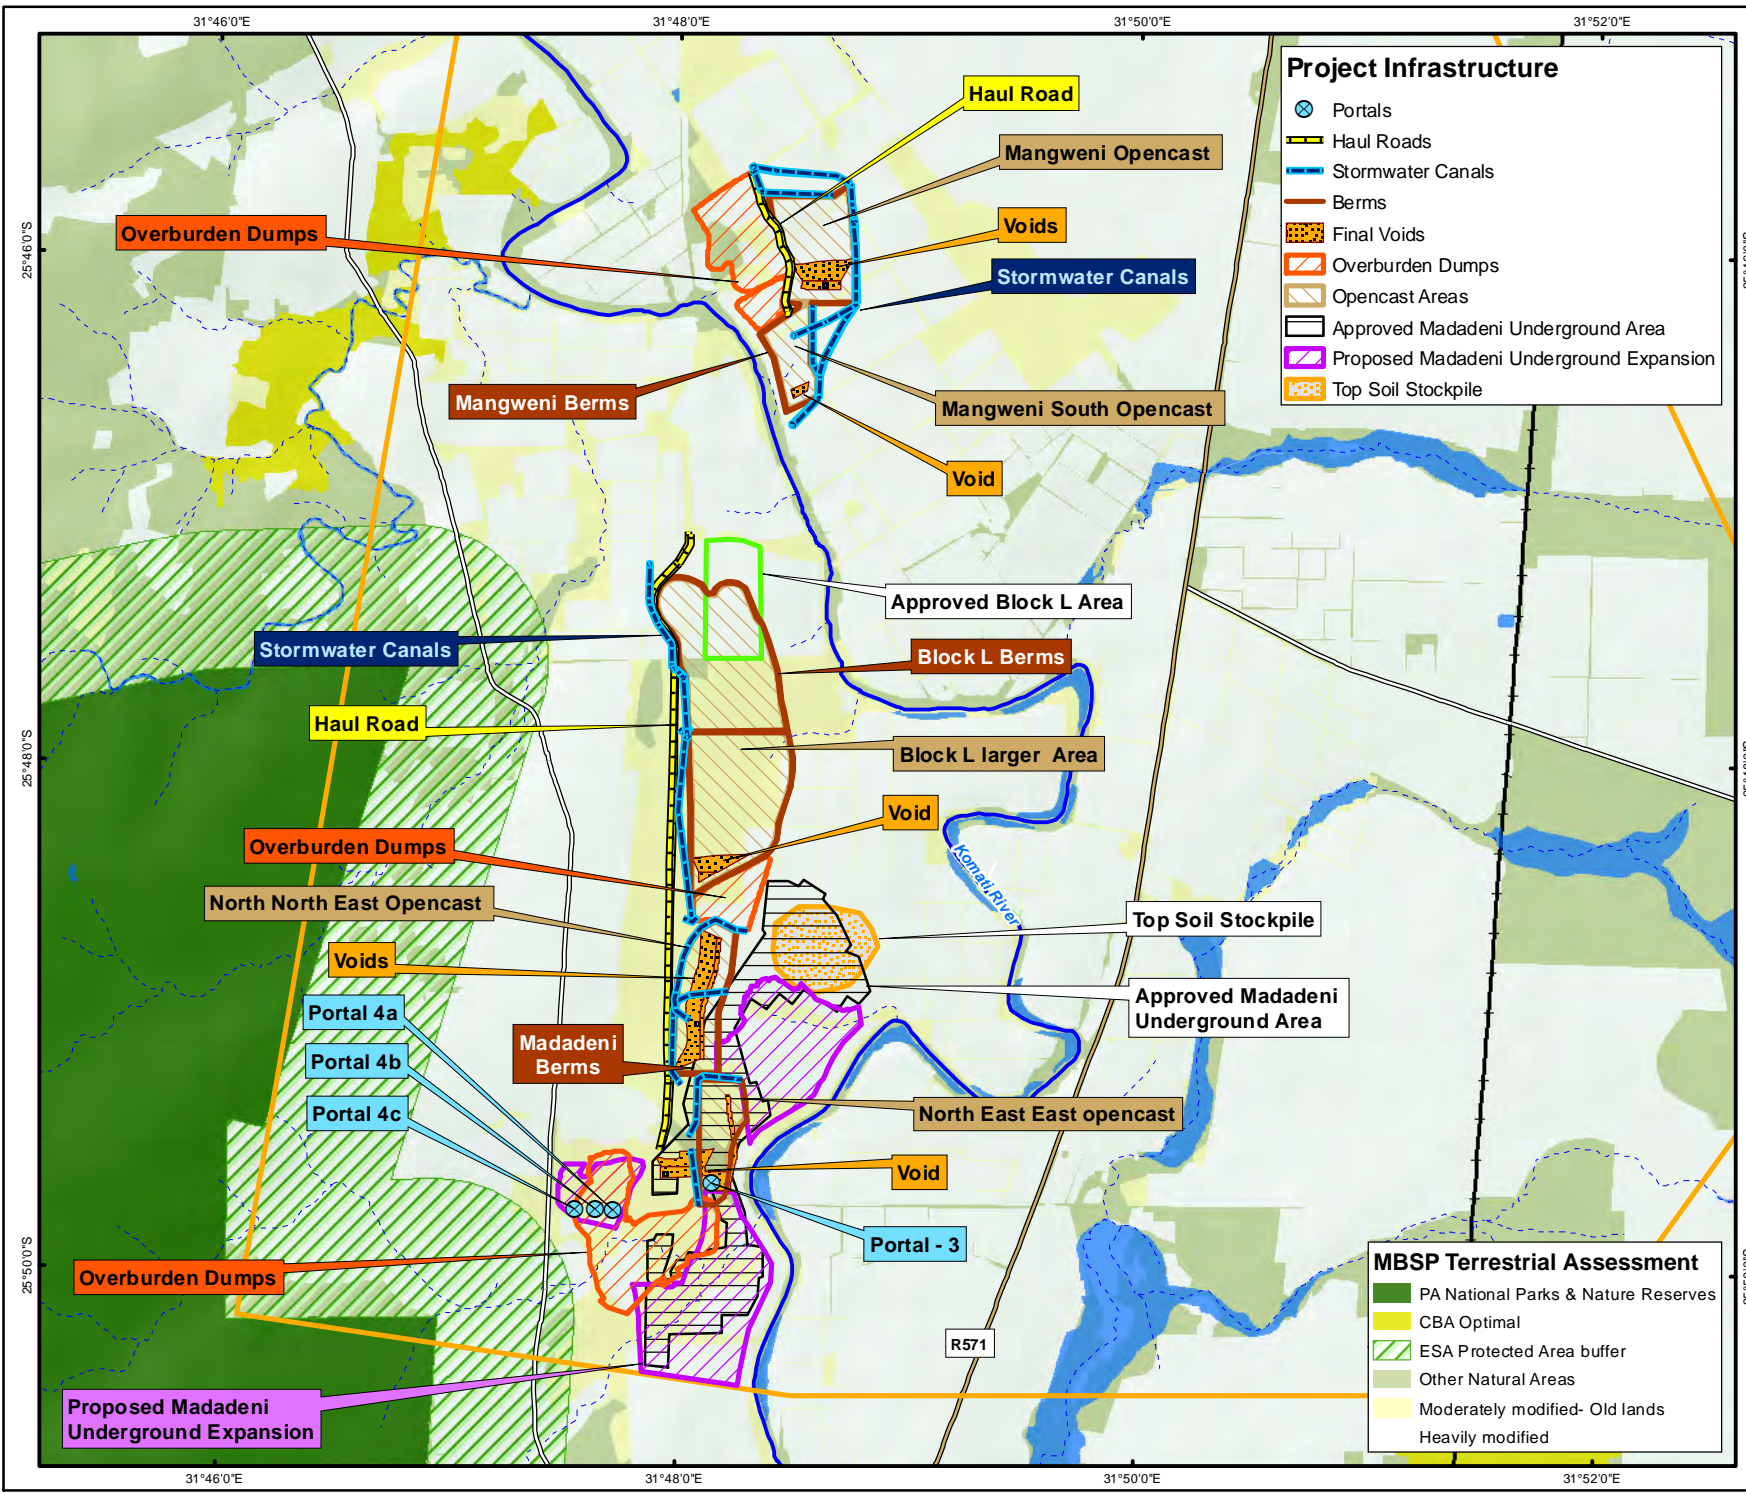 31°46'0"E
31°48'0"E
31°50'0"E
31°52'0"E
Project Infrastructure
Portals
Haul Roads
Stormwater Canals
Berms
Final Voids
Overburden Dumps
Opencast Areas
Approved Madadeni Underground Area
Proposed Madadeni Underground Expansion
Top Soil Stockpile
Haul Road
Mangweni Opencast
Voids
Overburden Dumps
25°46'0"S
Stormwater Canals
Mangweni Berms
Mangweni South Opencast
Void
Approved Block L Area
Stormwater Canals
Block L Berms
Haul Road
Block L larger Area
25°48'0"S
Void
Overburden Dumps
Komati River
North North East Opencast
Top Soil Stockpile
Voids
Approved Madadeni
Underground Area
Portal 4a
Madadeni
Berms
Portal 4b
Portal 4c
North East East opencast
Void
Portal - 3
25°50'0"S
Overburden Dumps
R571
Proposed Madadeni
Underground Expansion
MBSP Terrestrial Assessment
PA National Parks & Nature Reserves
CBA Optimal
ESA Protected Area buffer
Other Natural Areas
Moderately modified- Old lands
Heavily modified
31°46'0"E
31°48'0"E
31°50'0"E
31°52'0"E